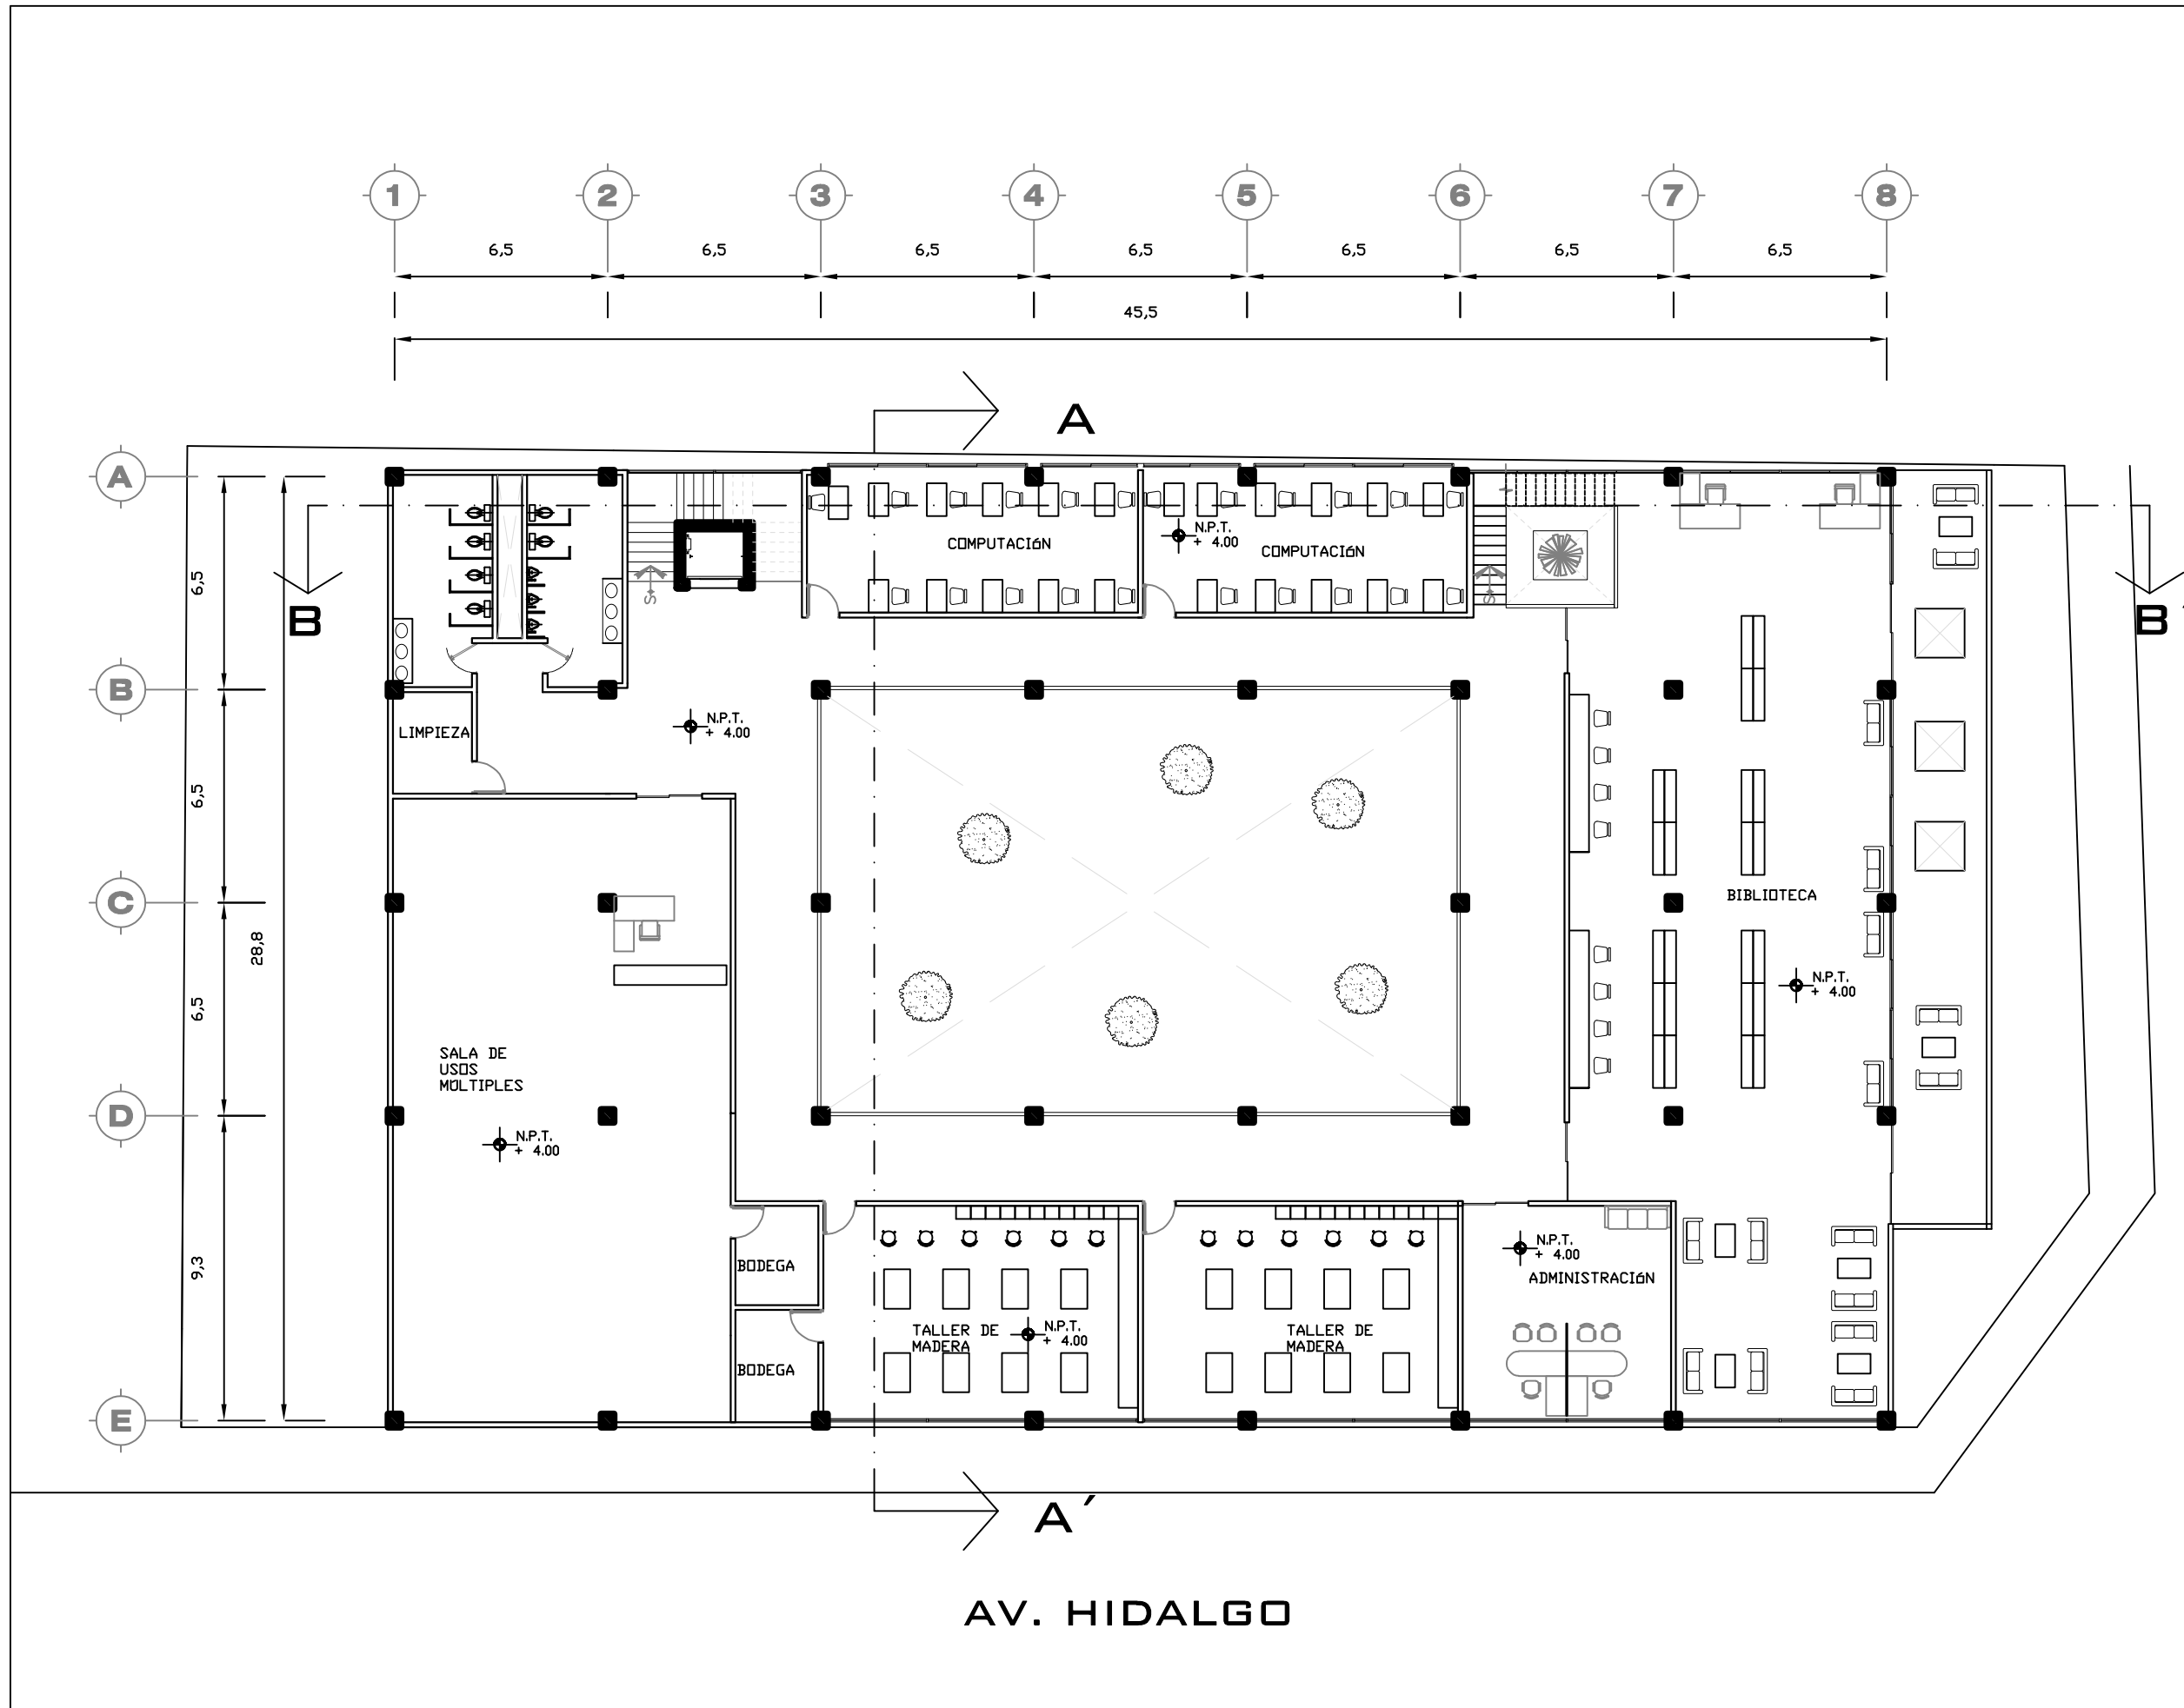 1 2 3 4 5 6 7 8
6,5 6,5 6,5 6,5 6,5 6,5 6,5
45,5
A
A
B
B´
6,5
N.P.T.
+ 4.00
COMPUTACIóN
COMPUTACIóN
S
S
B
LIMPIEZA
N.P.T.
+ 4.00
6,5
C
BIBLIOTECA
28,8
N.P.T.
+ 4.00
6,5
SALA DE
USOS
MÚLTIPLES
D
N.P.T.
+ 4.00
9,3
BODEGA
N.P.T.
+ 4.00
ADMINISTRACIóN
TALLER DE
MADERA
N.P.T.
+ 4.00
TALLER DE
MADERA
BODEGA
E
A´
AV. HIDALGO